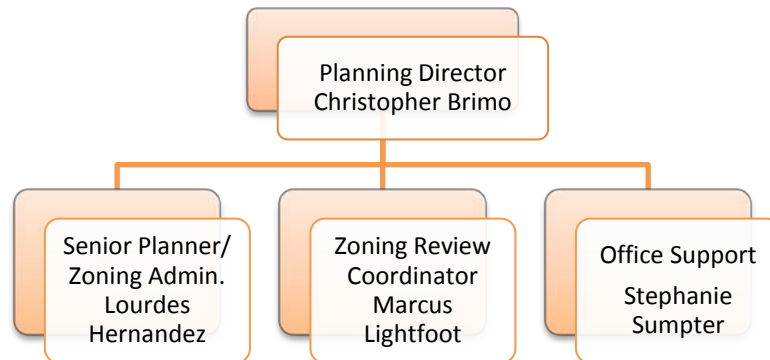 Planning Director
Christopher Brimo
Senior Planner/
Zoning Admin.
Lourdes
Hernandez
Zoning Review
Coordinator
Marcus
Lightfoot
Office Support
Stephanie
Sumpter